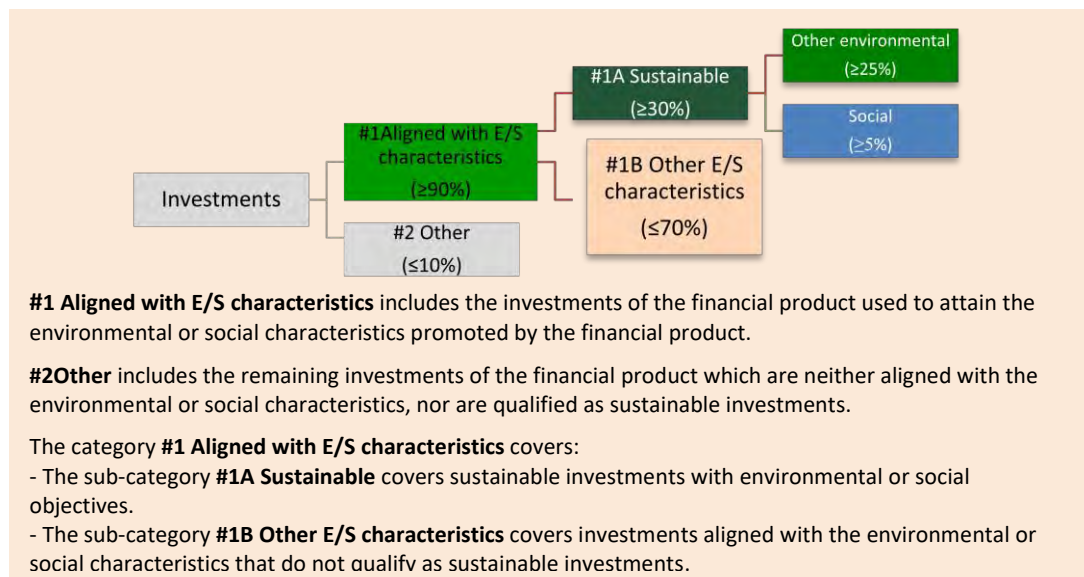 Other environmental
(≥25%)
#1A Sustainable
(≥30%)
Social
(≥5%)
#1Aligned with E/S
characteristics
(≥90%)
#1B Other E/S
characteristics
(≤70%)
Investments
#2 Other
(≤10%)
#1 Aligned with E/S characteristics includes the investments of the financial product used to attain the
environmental or social characteristics promoted by the financial product.
#2Other includes the remaining investments of the financial product which are neither aligned with the
environmental or social characteristics, nor are qualified as sustainable investments.
The category #1 Aligned with E/S characteristics covers:
- The sub-category #1A Sustainable covers sustainable investments with environmental or social
objectives.
- The sub-category #1B Other E/S characteristics covers investments aligned with the environmental or
social characteristics that do not qualify as sustainable investments.